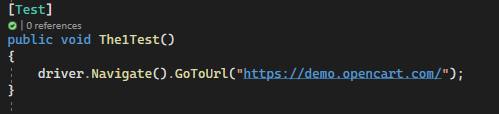 [Test]
| 0 references
public void The1Test()
{
driver.Navigate().GoToUrl("https://demo.opencart.com/");
}